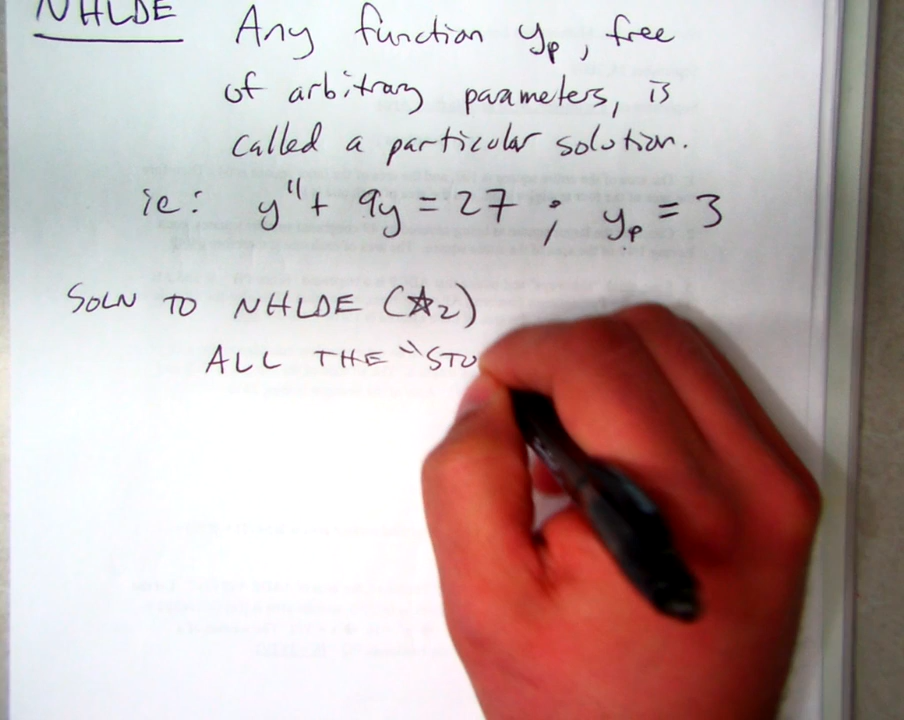 NHLDE Any function yₚ, free
of arbitrary parameters, is
called a particular solution.
ie: y" + 9y = 27 ; yₚ = 3
SOLN TO NHLDE (☆2)
ALL THE "STU